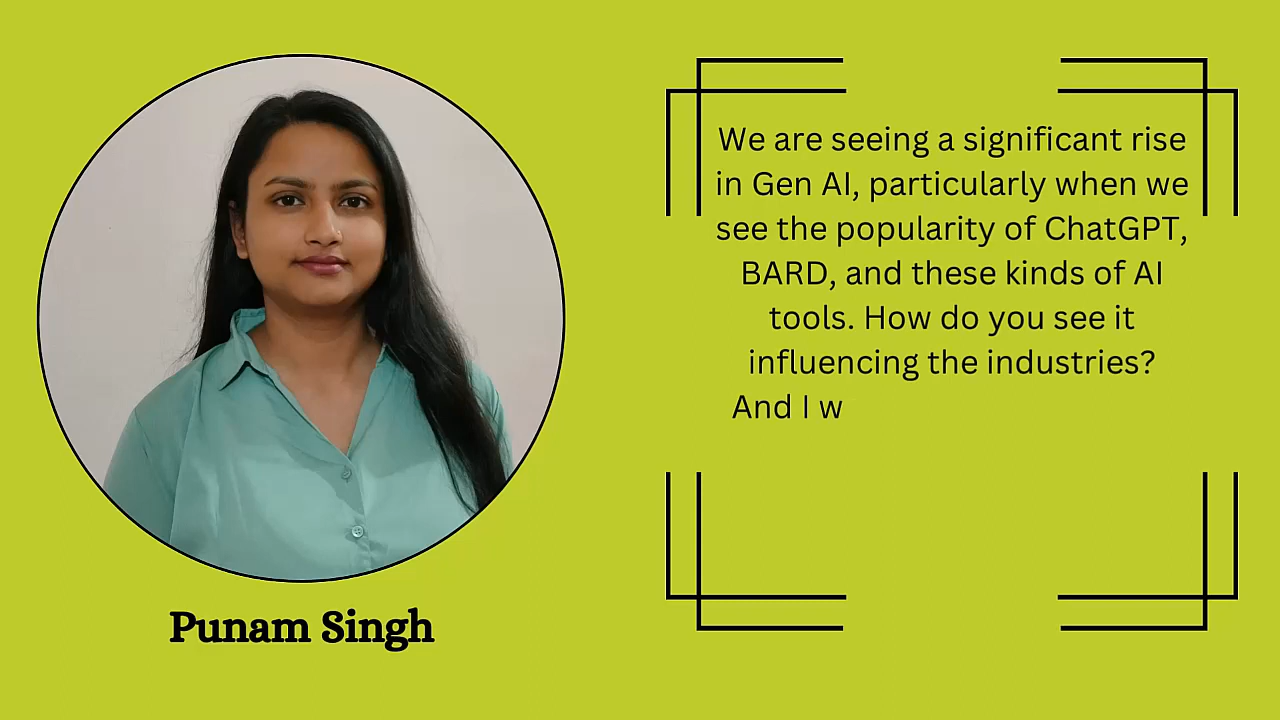 We are seeing a significant rise
in Gen AI, particularly when we
see the popularity of ChatGPT,
BARD, and these kinds of AI
tools. How do you see it
influencing the industries?
And I w
Punam Singh